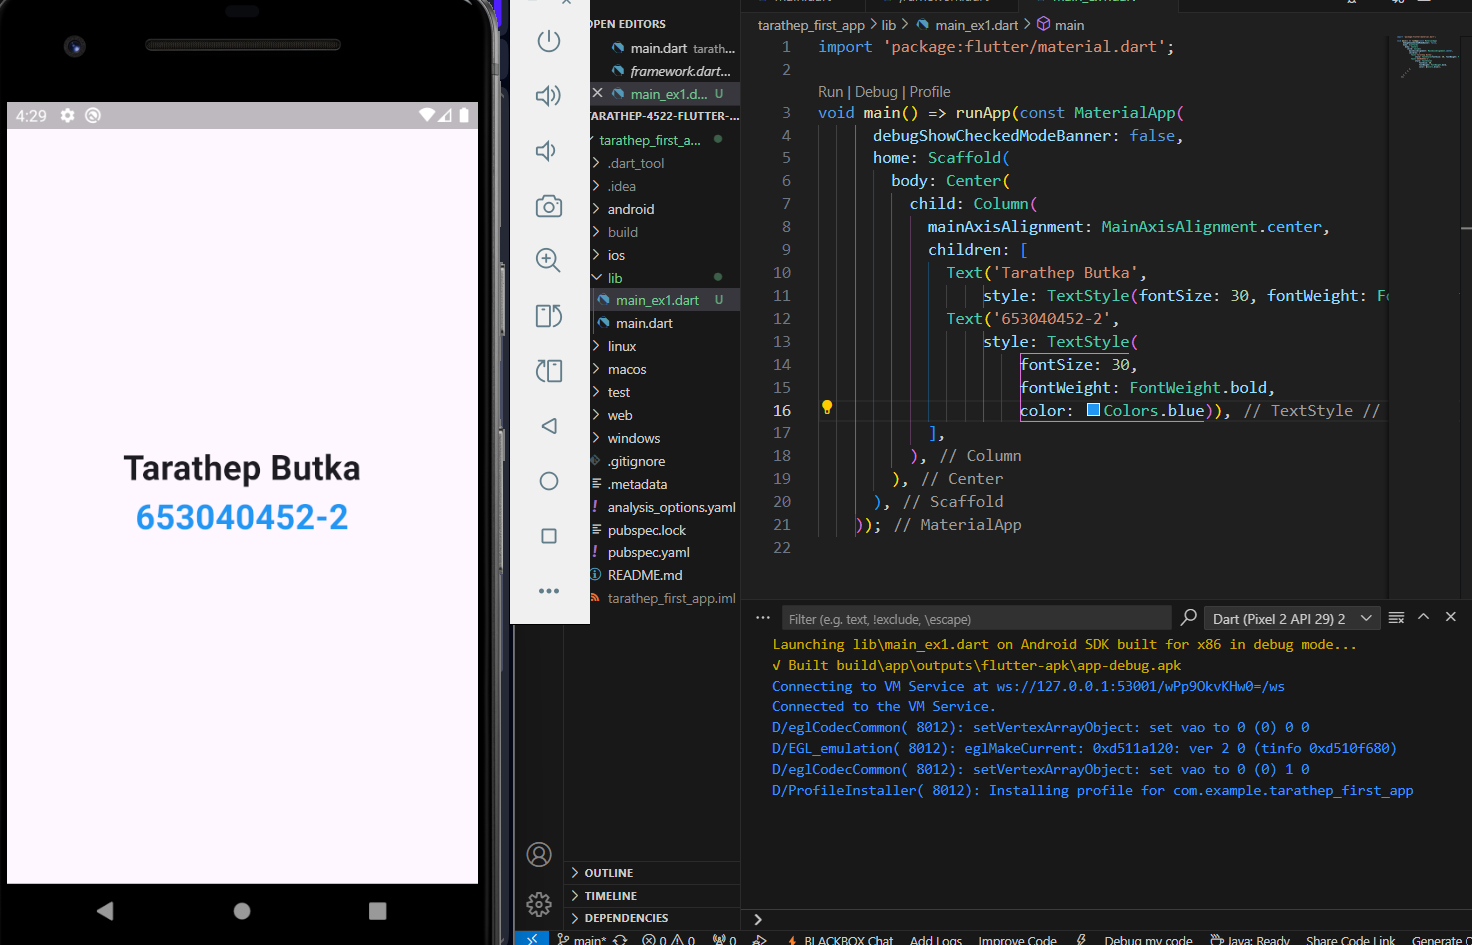 4:29
Tarathep Butka
653040452-2
OPEN EDITORS
main.dart tarath...
framework.dart...
main_ex1.d... U
TARATHEP-4522-FLUTTER-...
tarathep_first_a...
.dart_tool
.idea
android
build
ios
lib
main_ex1.dart U
main.dart
linux
macos
test
web
windows
.gitignore
.metadata
analysis_options.yaml
pubspec.lock
pubspec.yaml
README.md
tarathep_first_app.iml
OUTLINE
TIMELINE
DEPENDENCIES
tarathep_first_app > lib > main_ex1.dart > main
1 import 'package:flutter/material.dart';
2
Run | Debug | Profile
3 void main() => runApp(const MaterialApp(
4 debugShowCheckedModeBanner: false,
5 home: Scaffold(
6 body: Center(
7 child: Column(
8 mainAxisAlignment: MainAxisAlignment.center,
9 children: [
10 Text('Tarathep Butka',
11 style: TextStyle(fontSize: 30, fontWeight: Fo
12 Text('653040452-2',
13 style: TextStyle(
14 fontSize: 30,
15 fontWeight: FontWeight.bold,
16 color: Colors.blue)), // TextStyle //
17 ],
18 ), // Column
19 ), // Center
20 ), // Scaffold
21 )); // MaterialApp
22
Filter (e.g. text, !exclude, \escape)
Dart (Pixel 2 API 29) 2
Launching lib\main_ex1.dart on Android SDK built for x86 in debug mode...
√ Built build\app\outputs\flutter-apk\app-debug.apk
Connecting to VM Service at ws://127.0.0.1:53001/wPp9OkvKHw0=/ws
Connected to the VM Service.
D/eglCodecCommon( 8012): setVertexArrayObject: set vao to 0 (0) 0 0
D/EGL_emulation( 8012): eglMakeCurrent: 0xd511a120: ver 2 0 (tinfo 0xd510f680)
D/eglCodecCommon( 8012): setVertexArrayObject: set vao to 0 (0) 1 0
D/ProfileInstaller( 8012): Installing profile for com.example.tarathep_first_app
main* 0 0 0 BLACKBOX Chat Add Logs Improve Code Debug my code Java: Ready Share Code Link Generate C